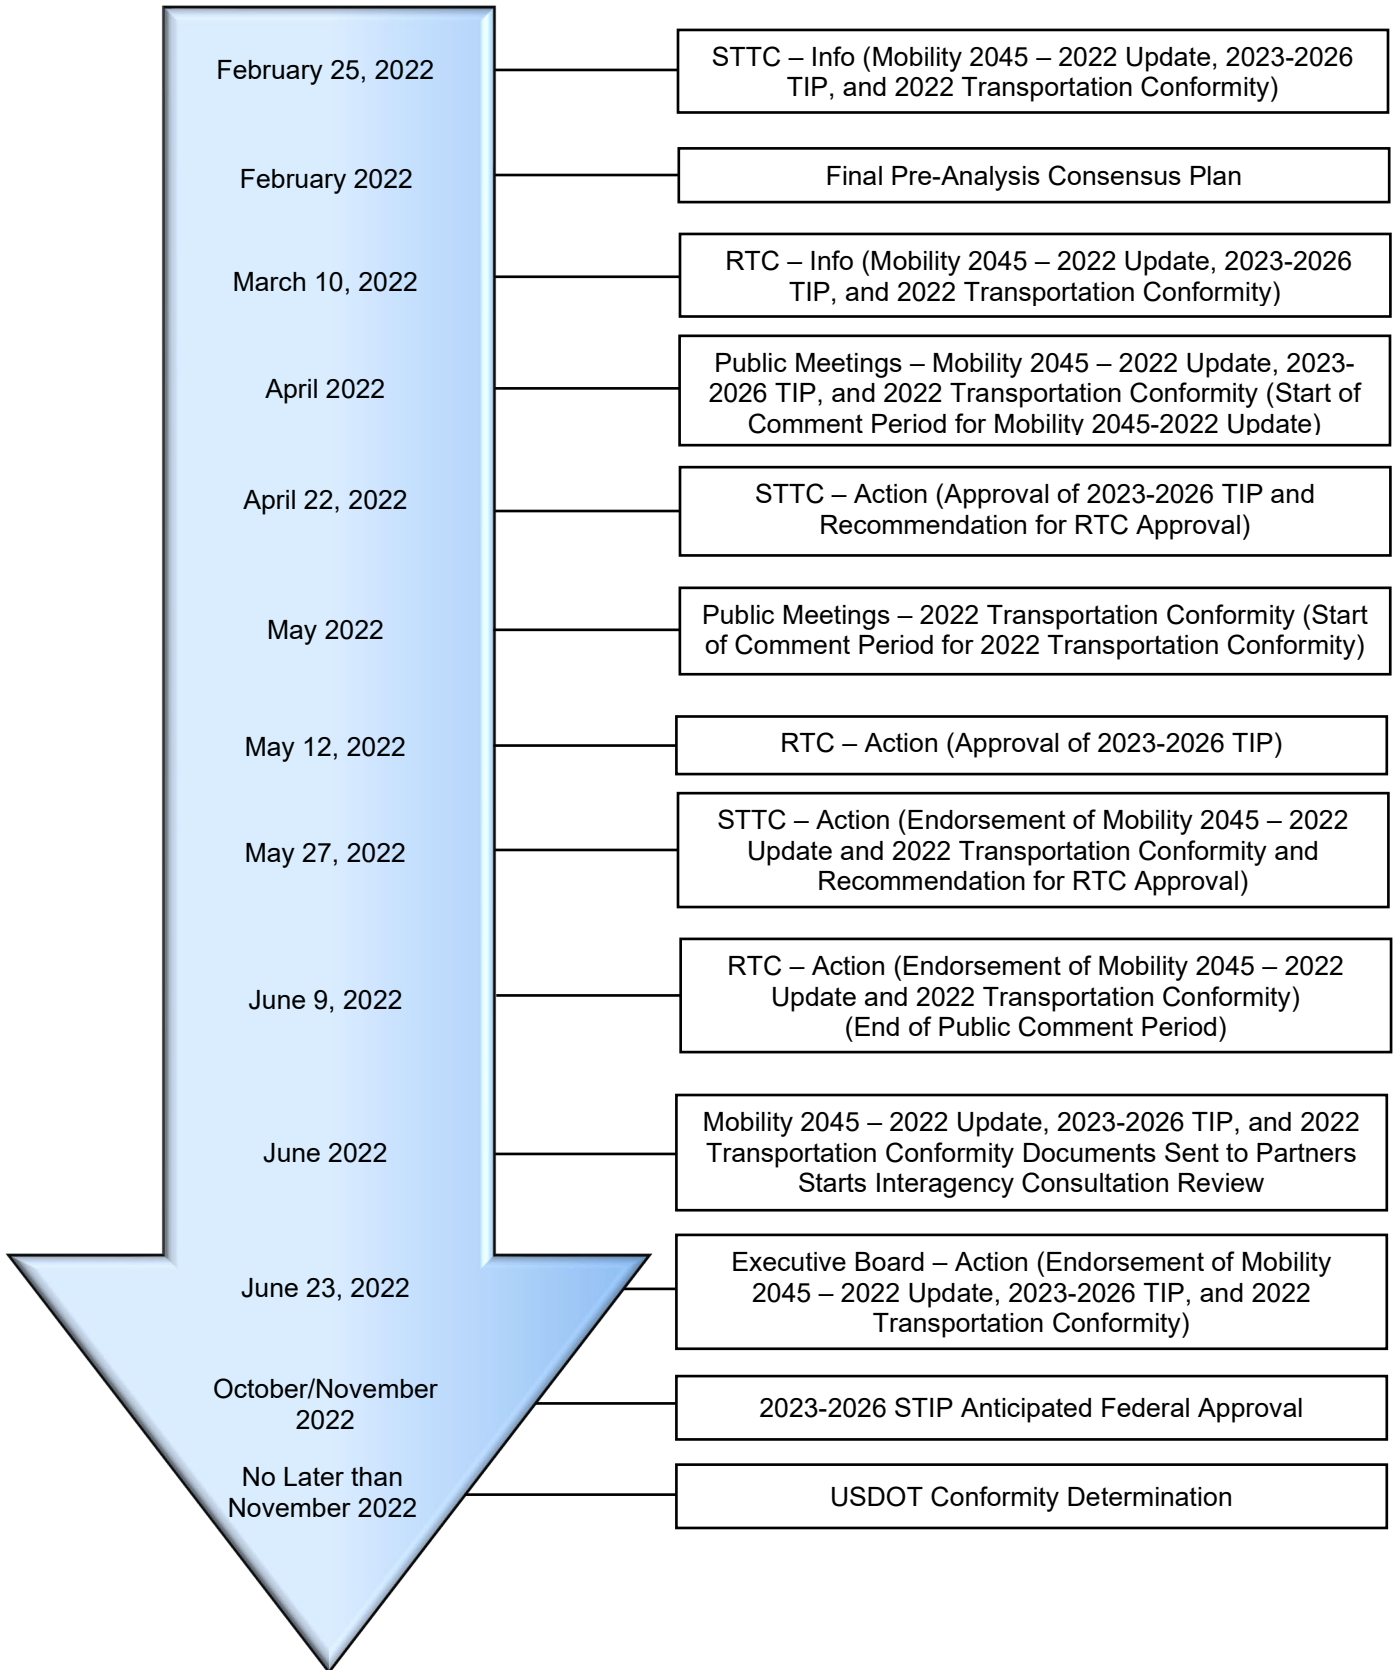 February 25, 2022
STTC – Info (Mobility 2045 – 2022 Update, 2023-2026
TIP, and 2022 Transportation Conformity)
February 2022
Final Pre-Analysis Consensus Plan
March 10, 2022
RTC – Info (Mobility 2045 – 2022 Update, 2023-2026
TIP, and 2022 Transportation Conformity)
April 2022
Public Meetings – Mobility 2045 – 2022 Update, 2023-
2026 TIP, and 2022 Transportation Conformity (Start of
Comment Period for Mobility 2045-2022 Update)
April 22, 2022
STTC – Action (Approval of 2023-2026 TIP and
Recommendation for RTC Approval)
May 2022
Public Meetings – 2022 Transportation Conformity (Start
of Comment Period for 2022 Transportation Conformity)
May 12, 2022
RTC – Action (Approval of 2023-2026 TIP)
May 27, 2022
STTC – Action (Endorsement of Mobility 2045 – 2022
Update and 2022 Transportation Conformity and
Recommendation for RTC Approval)
June 9, 2022
RTC – Action (Endorsement of Mobility 2045 – 2022
Update and 2022 Transportation Conformity)
(End of Public Comment Period)
June 2022
Mobility 2045 – 2022 Update, 2023-2026 TIP, and 2022
Transportation Conformity Documents Sent to Partners
Starts Interagency Consultation Review
June 23, 2022
Executive Board – Action (Endorsement of Mobility
2045 – 2022 Update, 2023-2026 TIP, and 2022
Transportation Conformity)
October/November
2022
2023-2026 STIP Anticipated Federal Approval
No Later than
November 2022
USDOT Conformity Determination